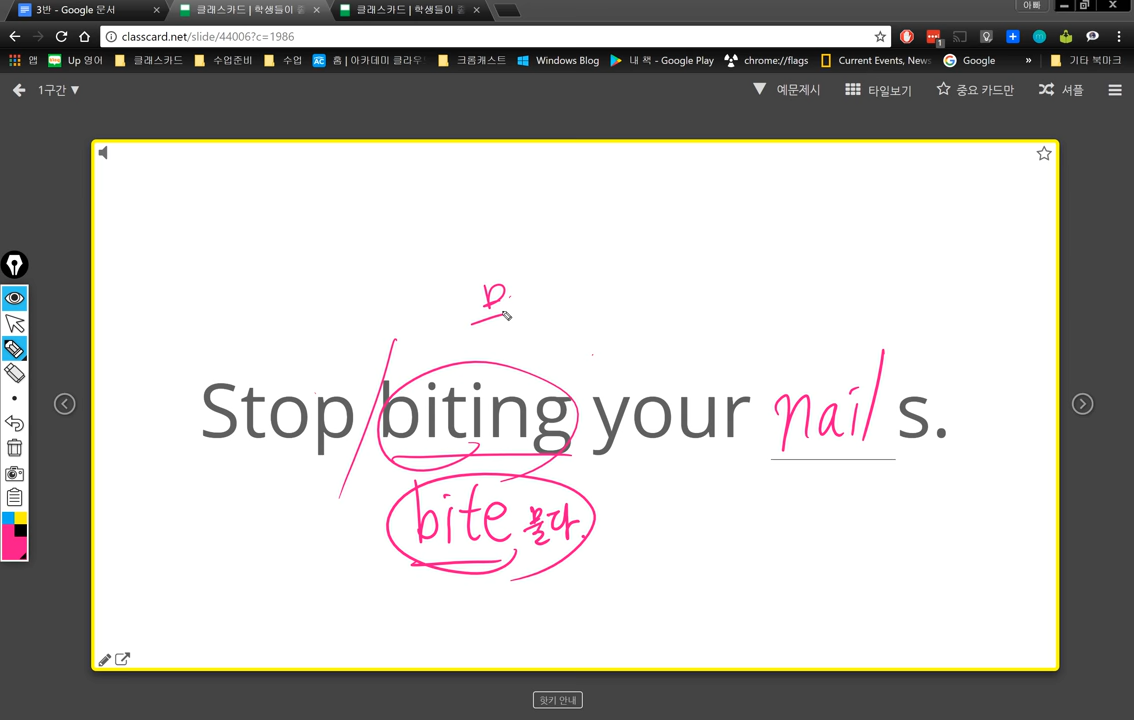 3반 - Google 문서
클래스카드 | 학생들이 줄
클래스카드 | 학생들이 줄
아빠
classcard.net/slide/44006?c=1986
1
앱
Up 영어
클래스카드
수업준비
수업
홈 | 아카데미 클라우
크롬캐스트
Windows Blog
내 책 - Google Play
chrome://flags
Current Events, News
Google
»
기타 북마크
1구간 ▼
▼ 예문제시
타일보기
중요 카드만
셔플
D.
Stop / biting your nails.
bite 물다.
핫키 안내